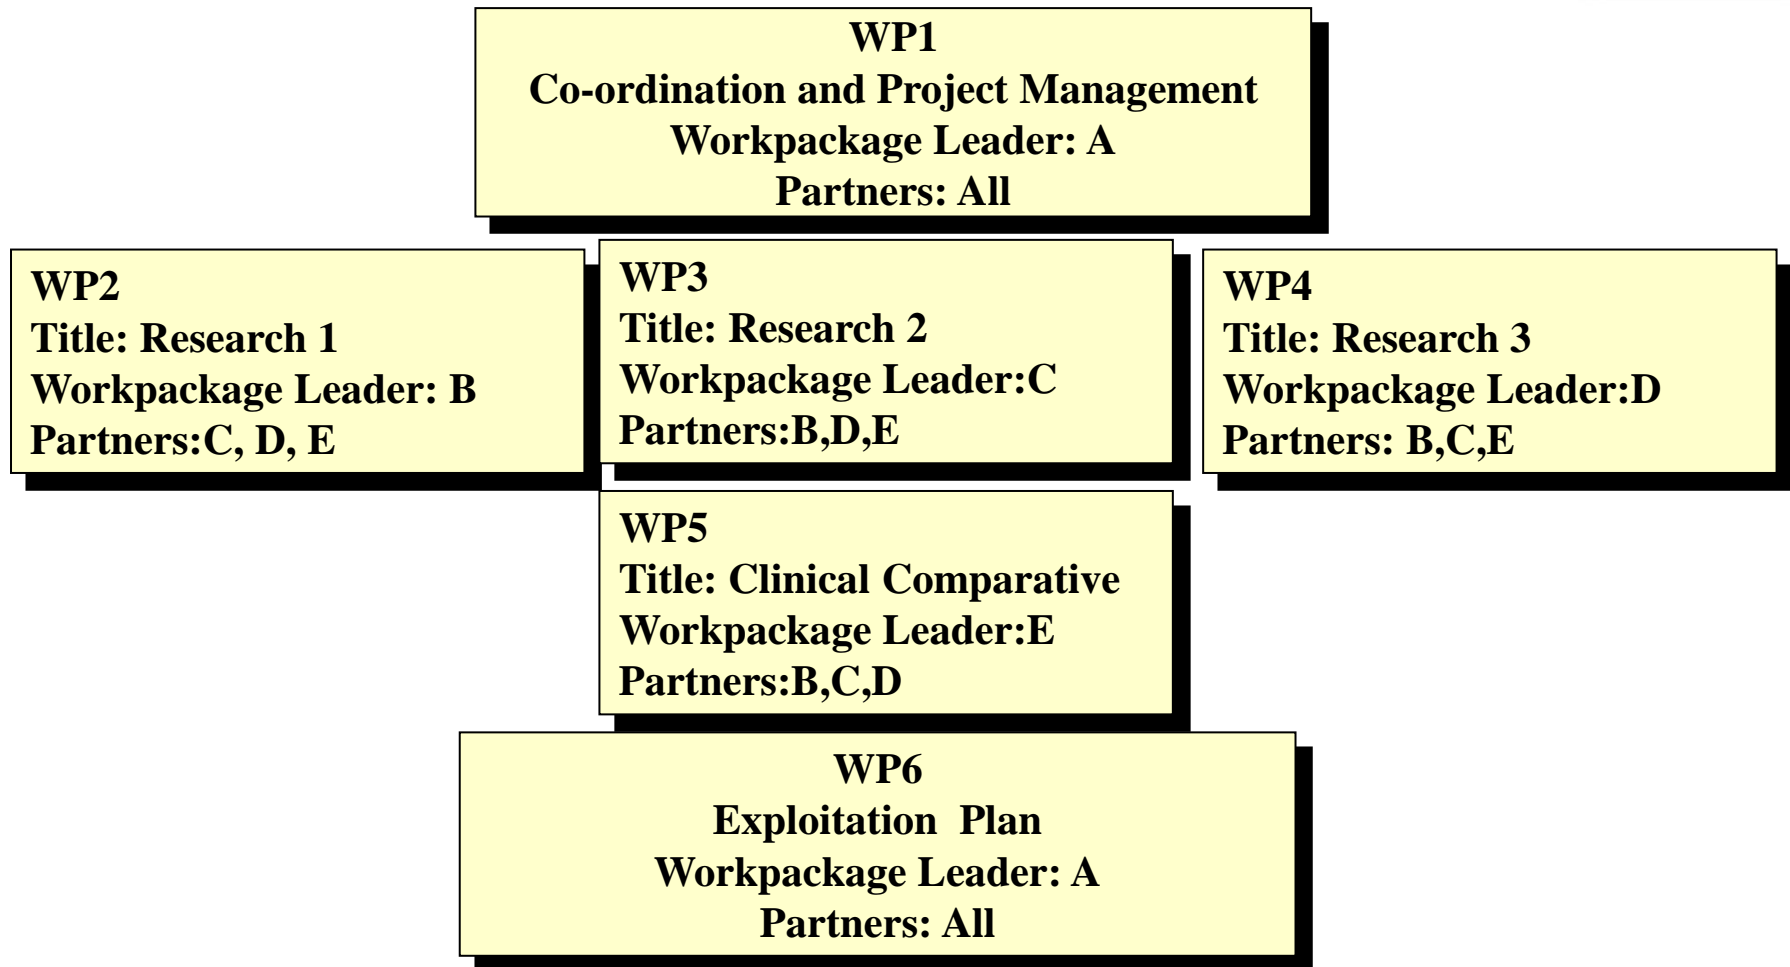 WP1
Co-ordination and Project Management
Workpackage Leader: A
Partners: All
WP2
Title: Research 1
Workpackage Leader: B
Partners:C, D, E
WP3
Title: Research 2
Workpackage Leader:C
Partners:B,D,E
WP4
Title: Research 3
Workpackage Leader:D
Partners: B,C,E
WP5
Title: Clinical Comparative
Workpackage Leader:E
Partners:B,C,D
WP6
Exploitation  Plan
Workpackage Leader: A
Partners: All